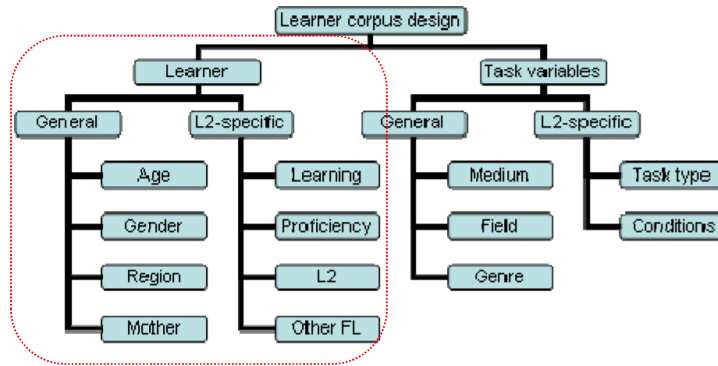 Learner corpus design
Learner
Task variables
General
L2-specific
General
L2-specific
Age
Learning
Medium
Task type
Gender
Proficiency
Field
Conditions
Region
L2
Genre
Mother
Other FL